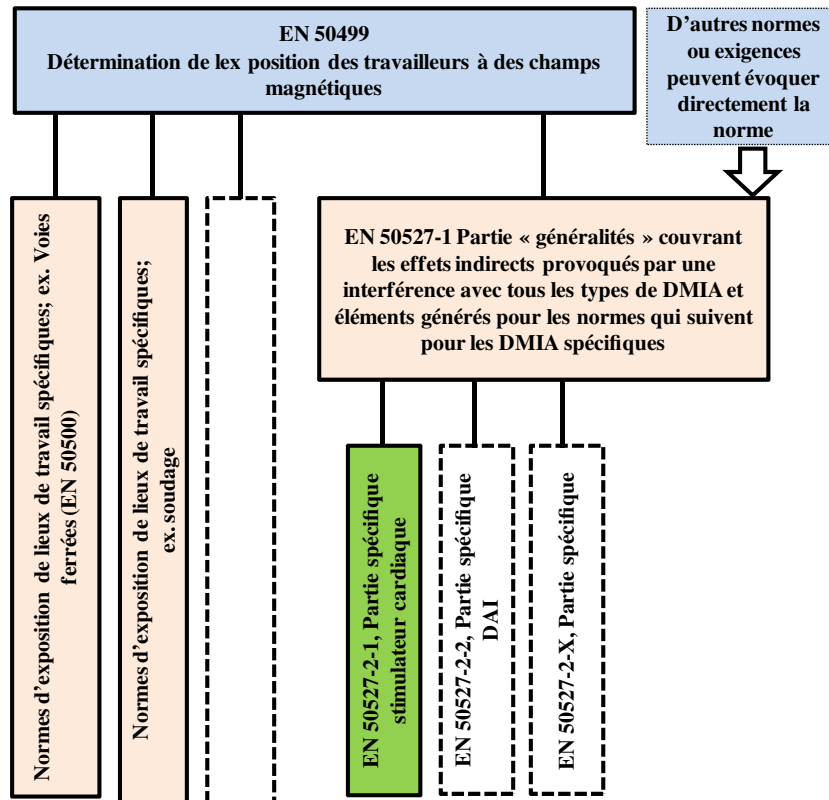 EN 50499
Détermination de lex position des travailleurs à des champs
magnétiques
D’autres normes
ou exigences
peuvent évoquer
directement la
norme
Normes d’exposition de lieux de travail spécifiques; ex. Voies
ferrées (EN 50500)
Normes d’exposition de lieux de travail spécifiques;
ex. soudage
EN 50527-1 Partie « généralités » couvrant
les effets indirects provoqués par une
interférence avec tous les types de DMIA et
éléments générés pour les normes qui suivent
pour les DMIA spécifiques
EN 50527-2-1, Partie spécifique
stimulateur cardiaque
EN 50527-2-2, Partie spécifique
DAI
EN 50527-2-X, Partie spécifique